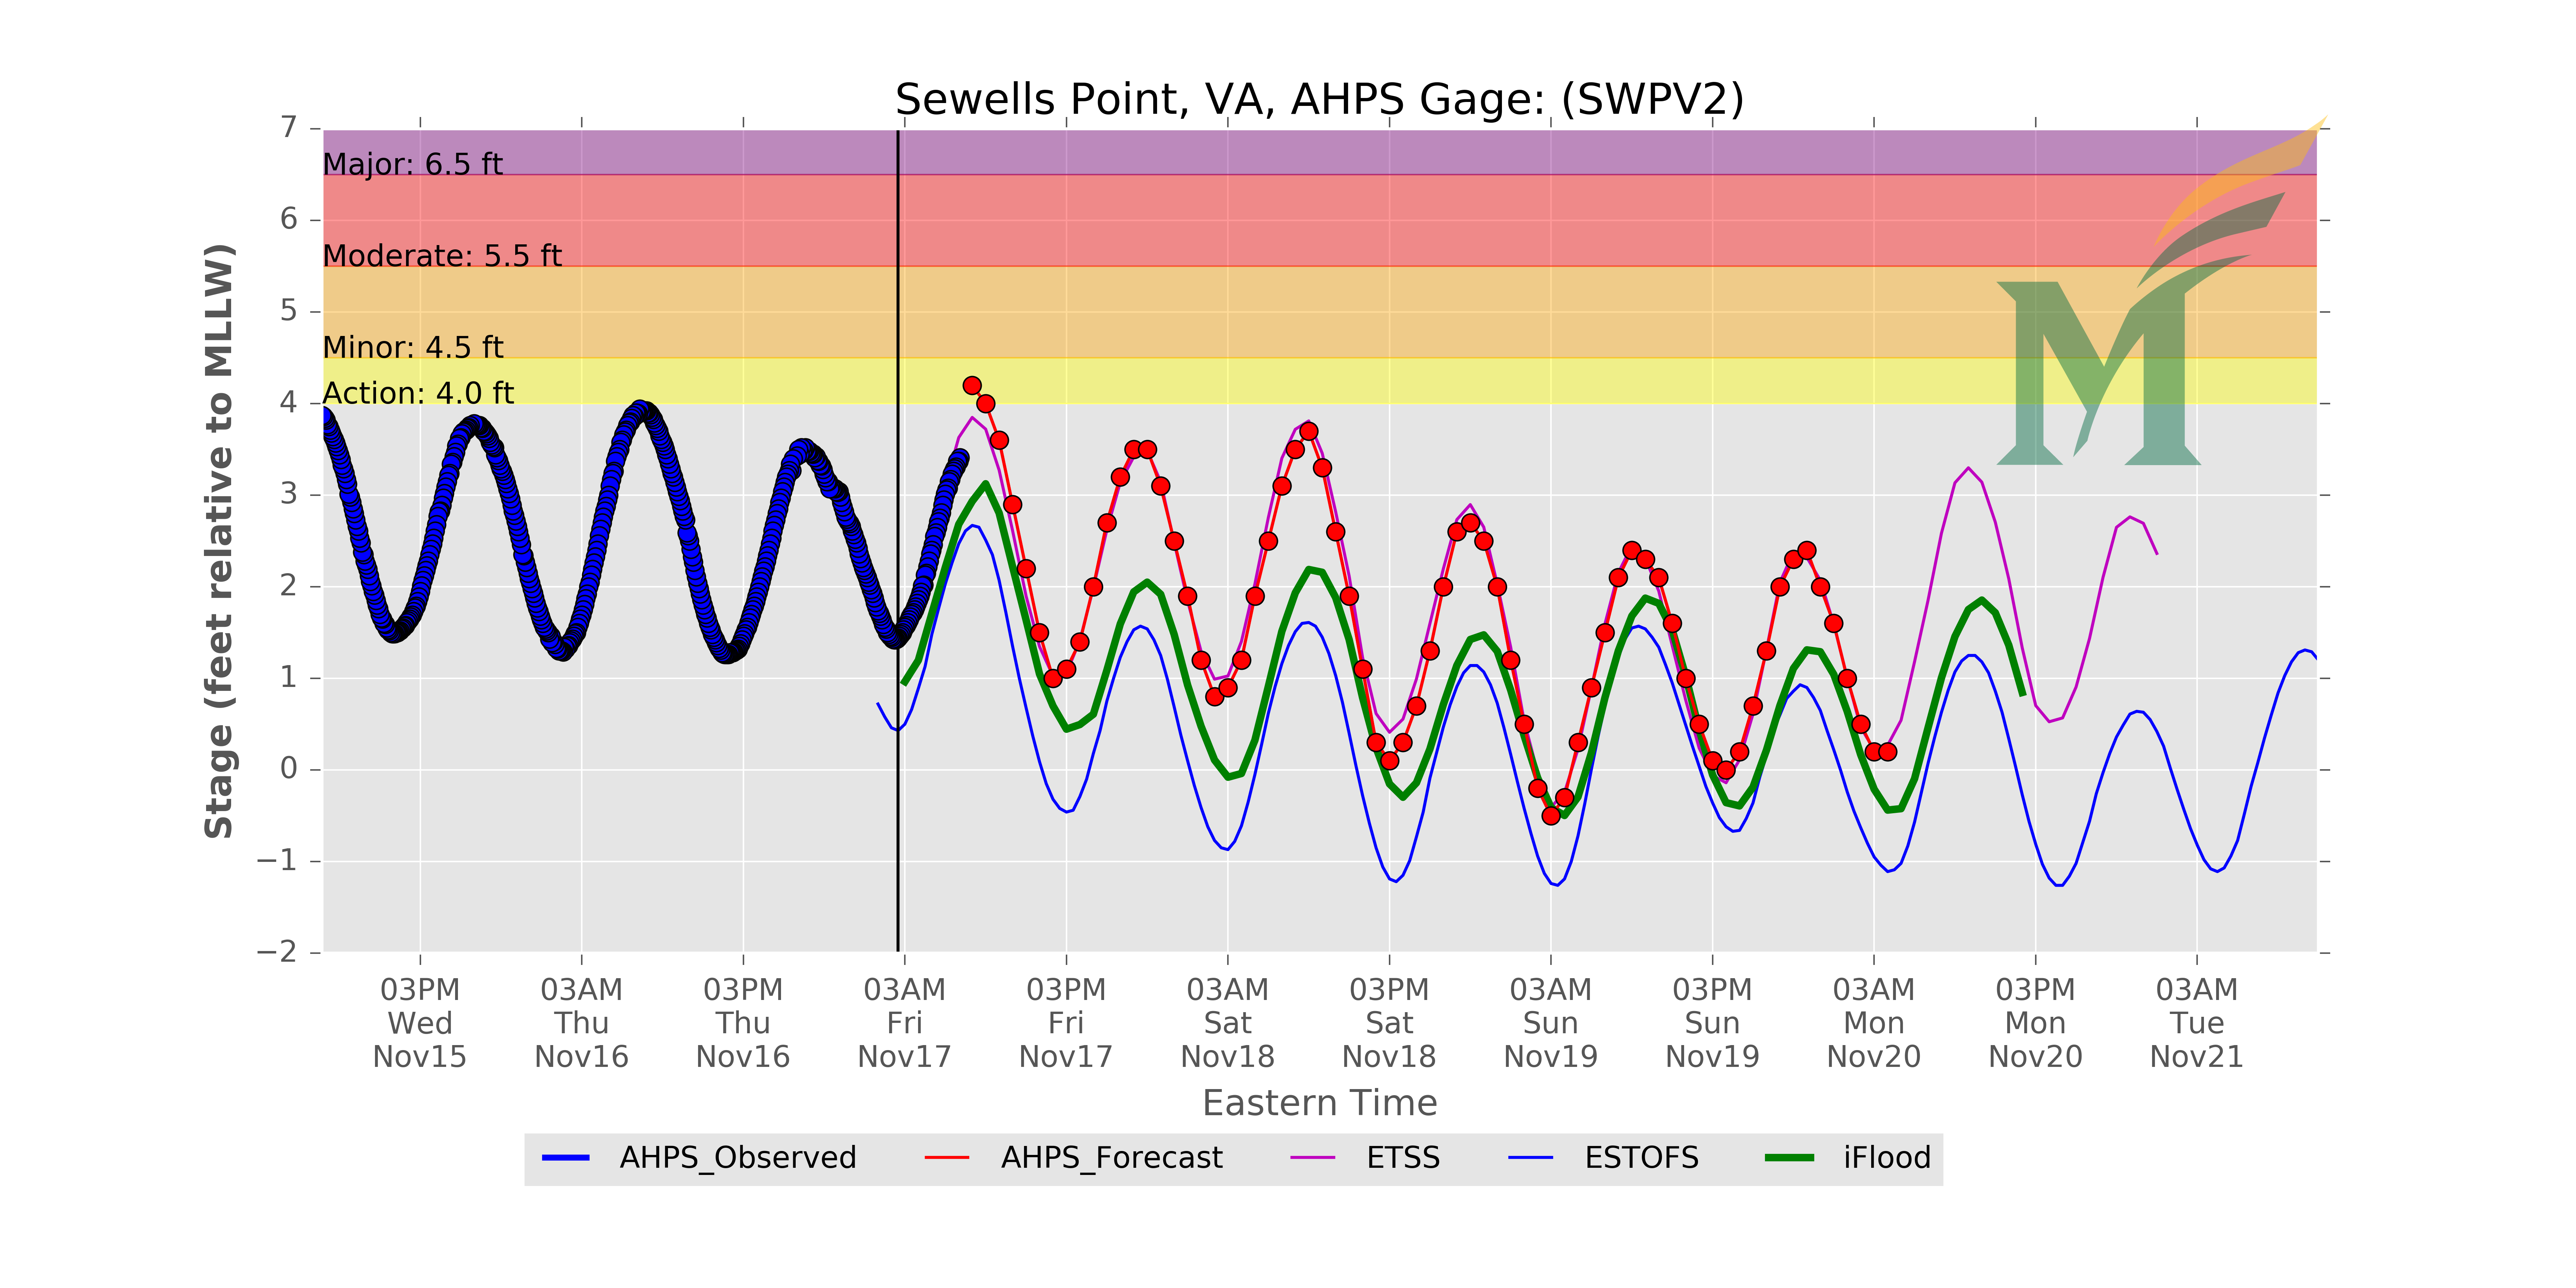 Sewells Point, VA, AHPS Gage: (SWPV2)
7
6
5
4
3
2
1
0
−1
−2
Stage (feet relative to MLLW)
Major: 6.5 ft
Moderate: 5.5 ft
Minor: 4.5 ft
Action: 4.0 ft
M
03PM Wed Nov15
03AM Thu Nov16
03PM Thu Nov16
03AM Fri Nov17
03PM Fri Nov17
03AM Sat Nov18
03PM Sat Nov18
03AM Sun Nov19
03PM Sun Nov19
03AM Mon Nov20
03PM Mon Nov20
03AM Tue Nov21
Eastern Time
AHPS_Observed
AHPS_Forecast
ETSS
ESTOFS
iFlood